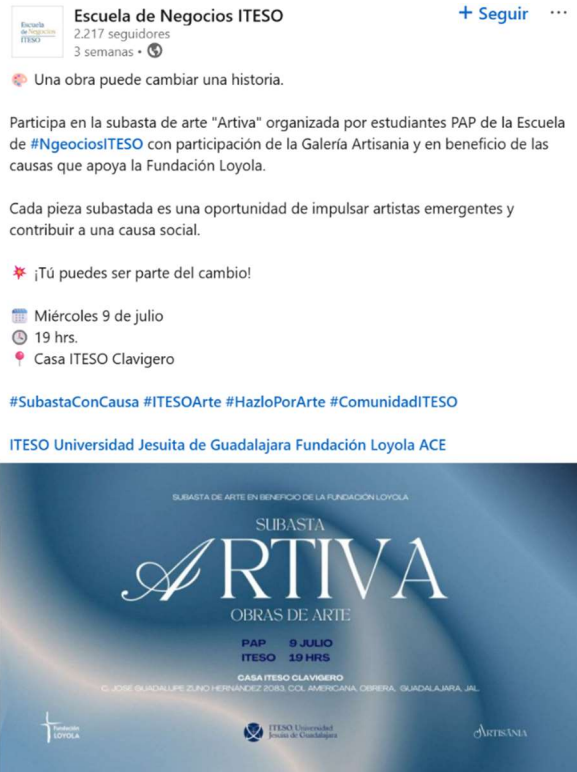 Escuela
de Negocios
ITESO
Escuela de Negocios ITESO
2.217 seguidores
3 semanas •
+ Seguir
Una obra puede cambiar una historia.
Participa en la subasta de arte "Artiva" organizada por estudiantes PAP de la Escuela
de #NgeociosITESO con participación de la Galería Artisania y en beneficio de las
causas que apoya la Fundación Loyola.
Cada pieza subastada es una oportunidad de impulsar artistas emergentes y
contribuir a una causa social.
¡Tú puedes ser parte del cambio!
Miércoles 9 de julio
19 hrs.
Casa ITESO Clavigero
#SubastaConCausa #ITESOArte #HazloPorArte #ComunidadITESO
ITESO Universidad Jesuita de Guadalajara Fundación Loyola ACE
SUBASTA DE ARTE EN BENEFICIO DE LA FUNDACIÓN LOYOLA
SUBASTA
ARTIVA
OBRAS DE ARTE
PAP 9 JULIO
ITESO 19 HRS
CASA ITESO CLAVIGERO
C. JOSÉ GUADALUPE ZUNO HERNÁNDEZ 2083, COL AMERICANA, OBRERA, GUADALAJARA, JAL.
Fundación
LOYOLA
ITESO, Universidad
Jesuita de Guadalajara
ARTISÂNIA